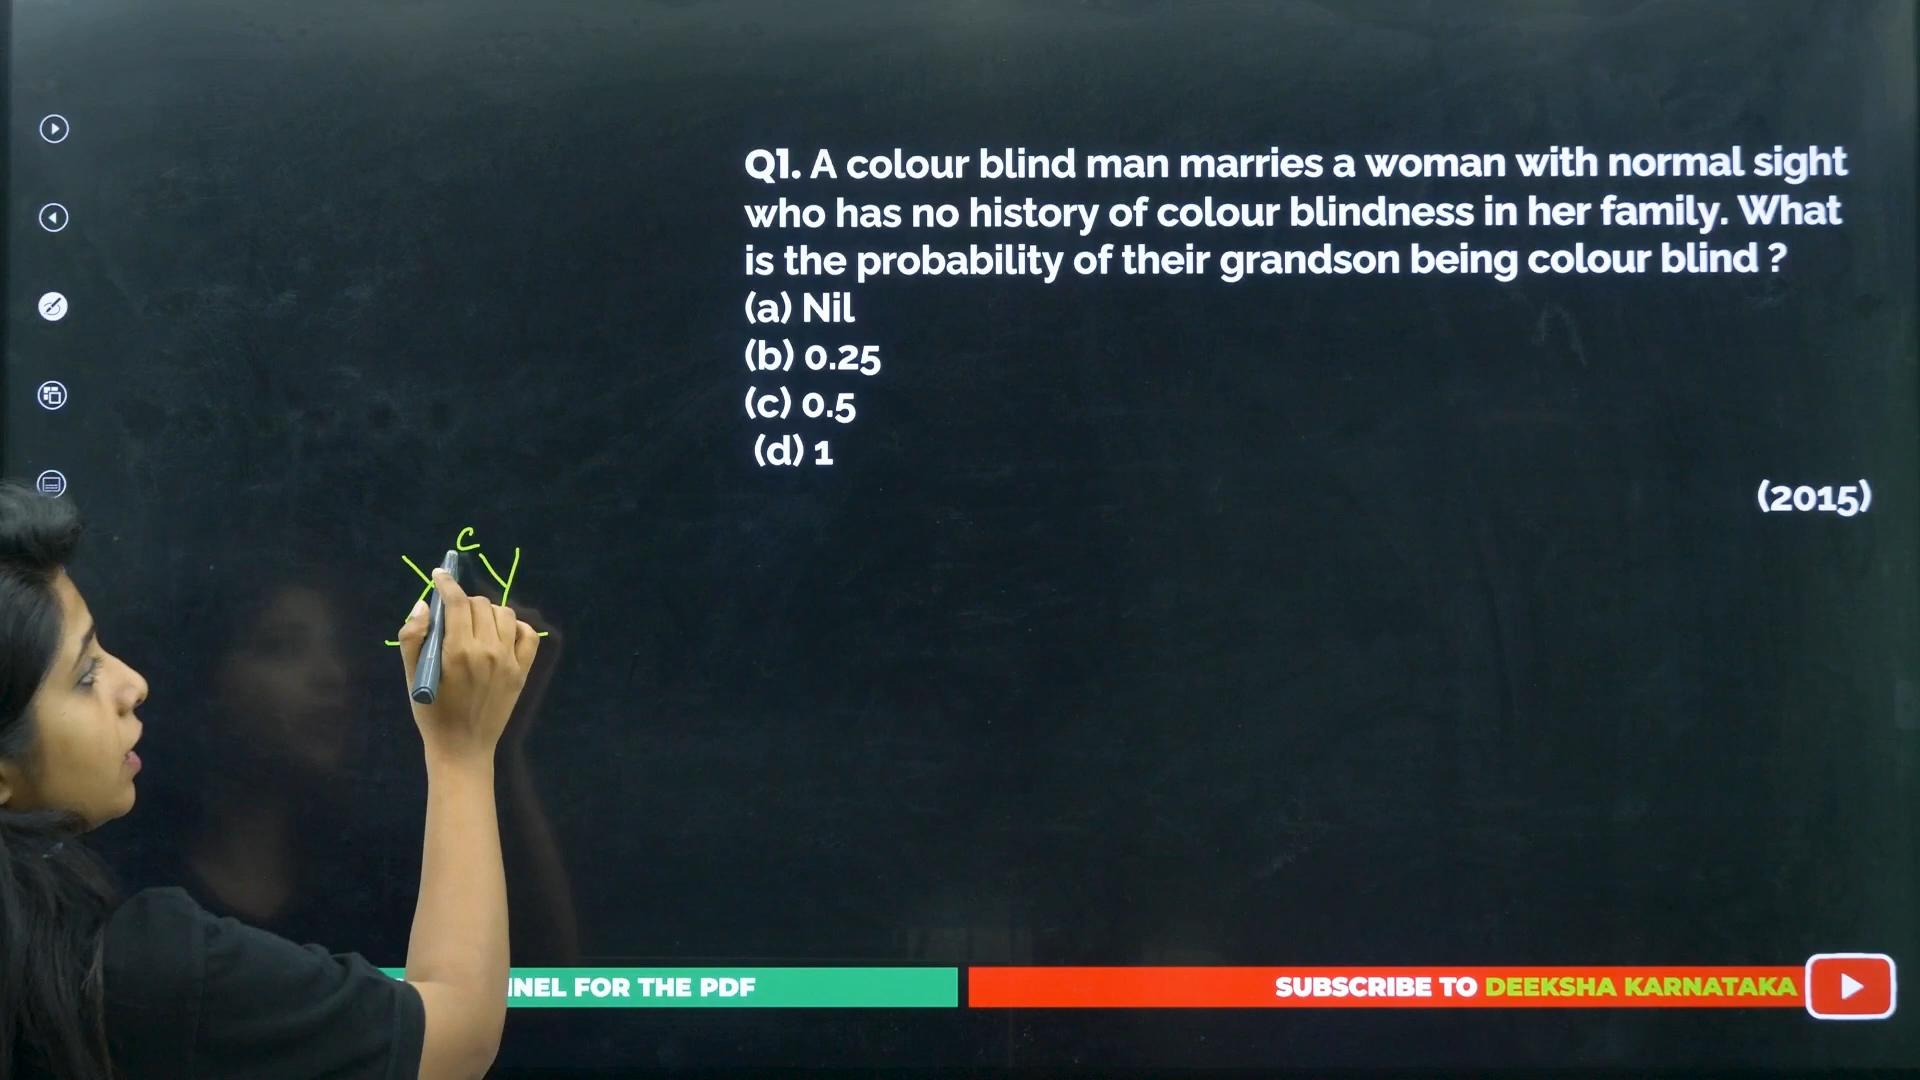 Q1. A colour blind man marries a woman with normal sight
who has no history of colour blindness in her family. What
is the probability of their grandson being colour blind ?
(a) Nil
(b) 0.25
(c) 0.5
(d) 1
(2015)
X c Y
FOR THE PDF
SUBSCRIBE TO DEEKSHA KARNATAKA